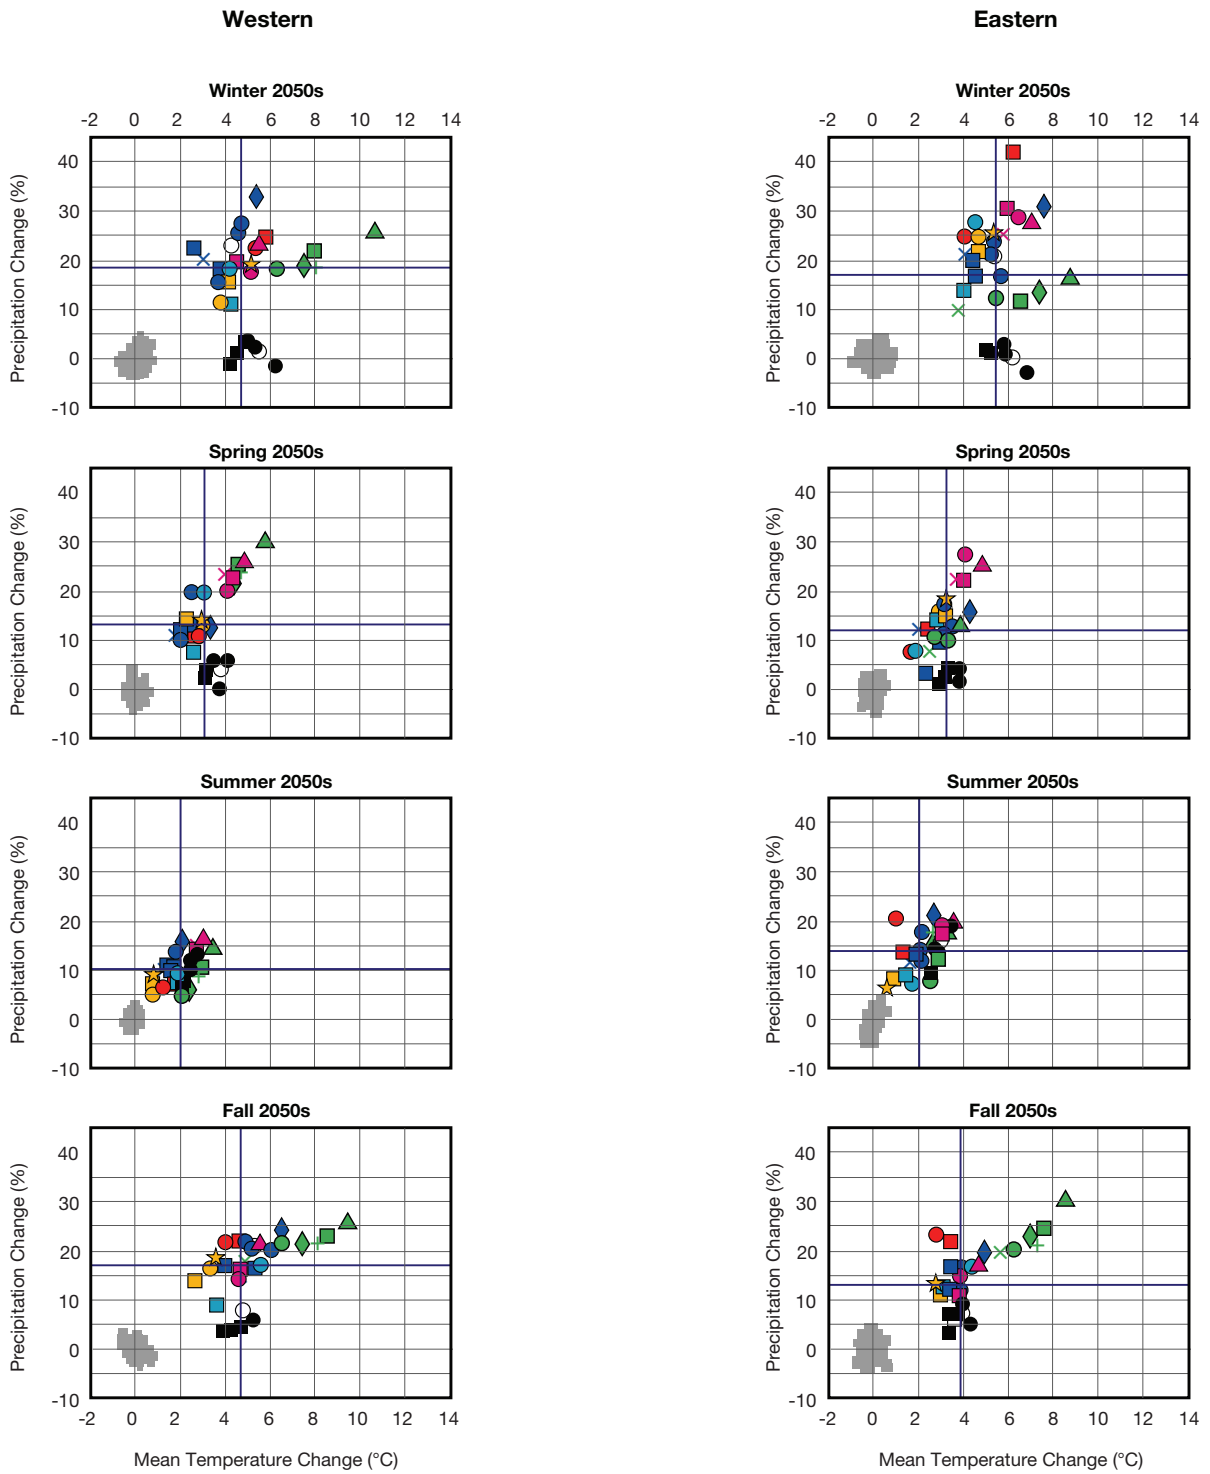 Western Eastern
Winter 2050s Winter 2050s
-2 0 2 4 6 8 10 12 14 -2 0 2 4 6 8 10 12 14
Precipitation Change (%) 40 30 20 10 0 -10 Precipitation Change (%) 40 30 20 10 0 -10
Spring 2050s Spring 2050s
Precipitation Change (%) 40 30 20 10 0 -10 Precipitation Change (%) 40 30 20 10 0 -10
Summer 2050s Summer 2050s
Precipitation Change (%) 40 30 20 10 0 -10 Precipitation Change (%) 40 30 20 10 0 -10
Fall 2050s Fall 2050s
Precipitation Change (%) 40 30 20 10 0 -10 Precipitation Change (%) 40 30 20 10 0 -10
-2 0 2 4 6 8 10 12 14 -2 0 2 4 6 8 10 12 14
Mean Temperature Change (°C) Mean Temperature Change (°C)